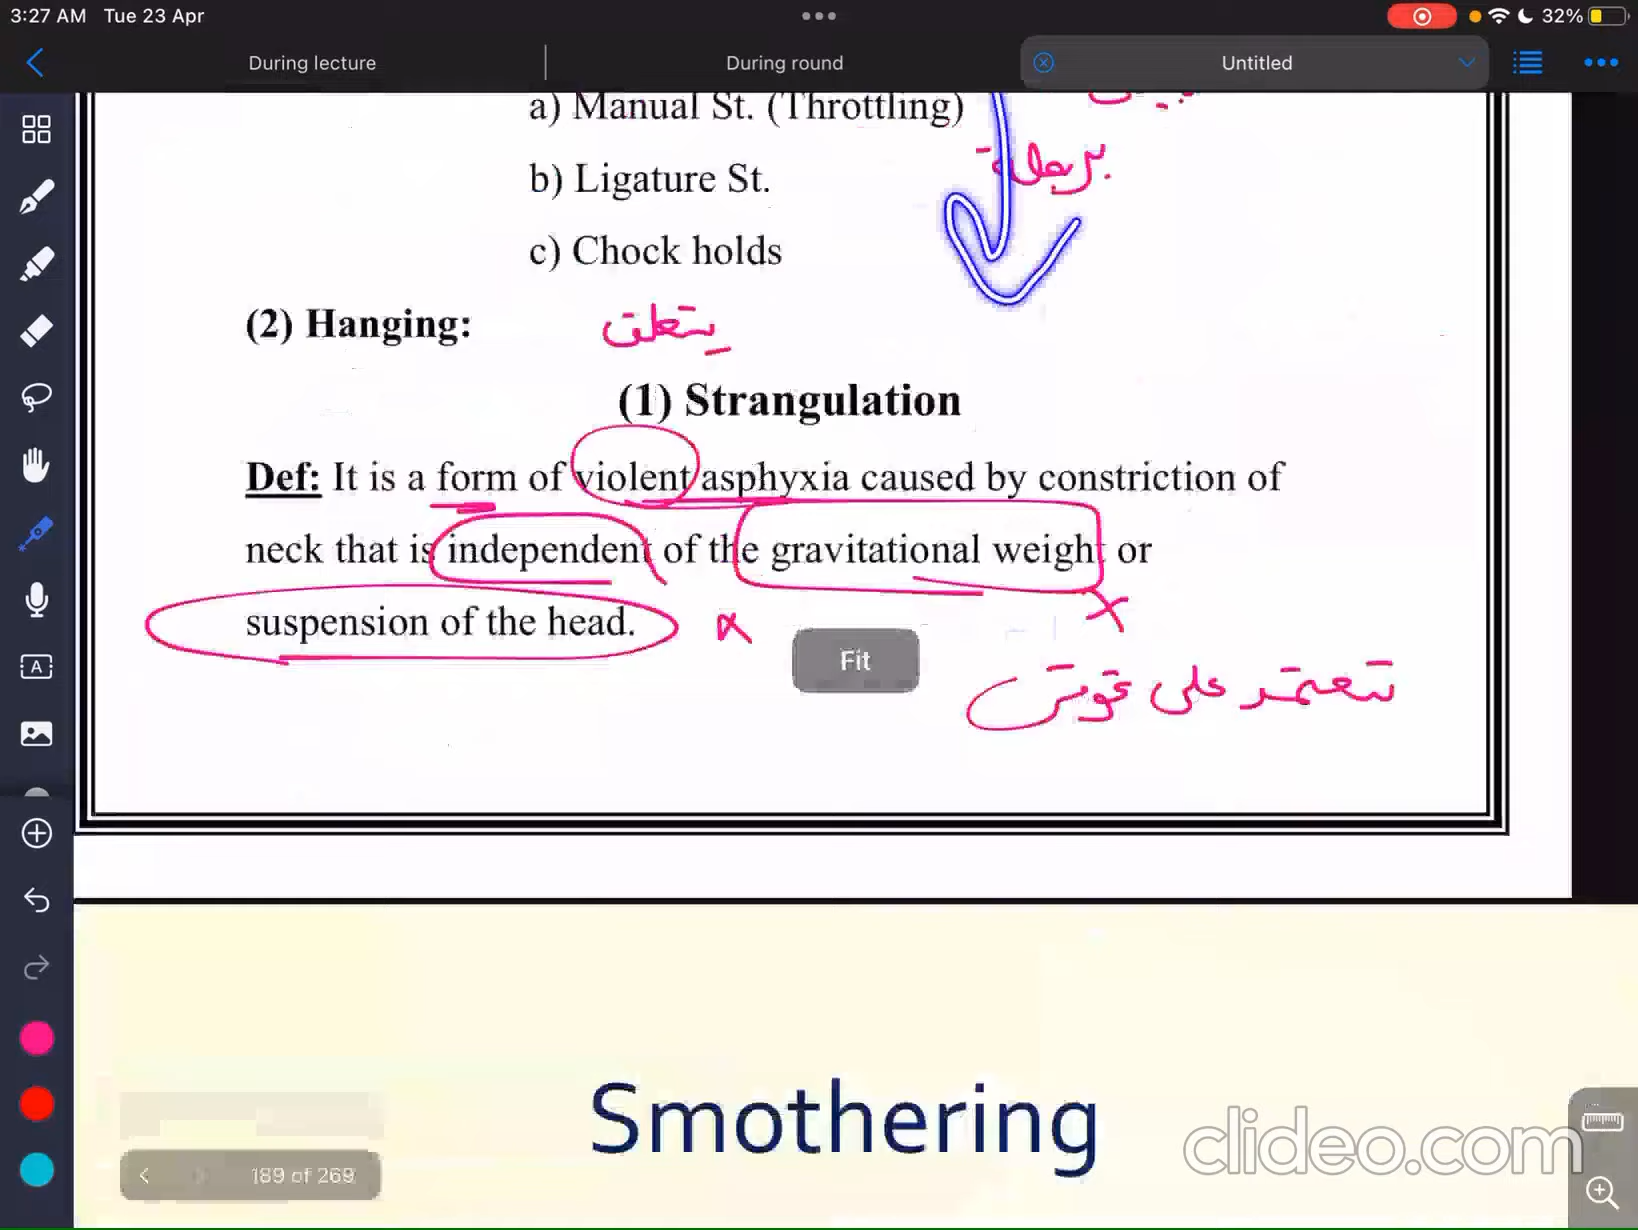 3:27 AM Tue 23 Apr
32%
During lecture
During round
Untitled
a) Manual St. (Throttling)
b) Ligature St.
c) Chock holds
(2) Hanging:
يتعلق
(1) Strangulation
Def: It is a form of violent asphyxia caused by constriction of
neck that is independent of the gravitational weight or
suspension of the head.
Fit
تعتمد على قوتى
Smothering
189 of 269
clideo.com